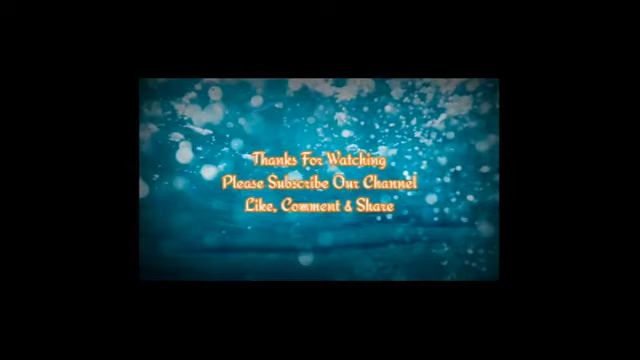 Thanks For Watching
Please Subscribe Our Channel
Like, Comment & Share